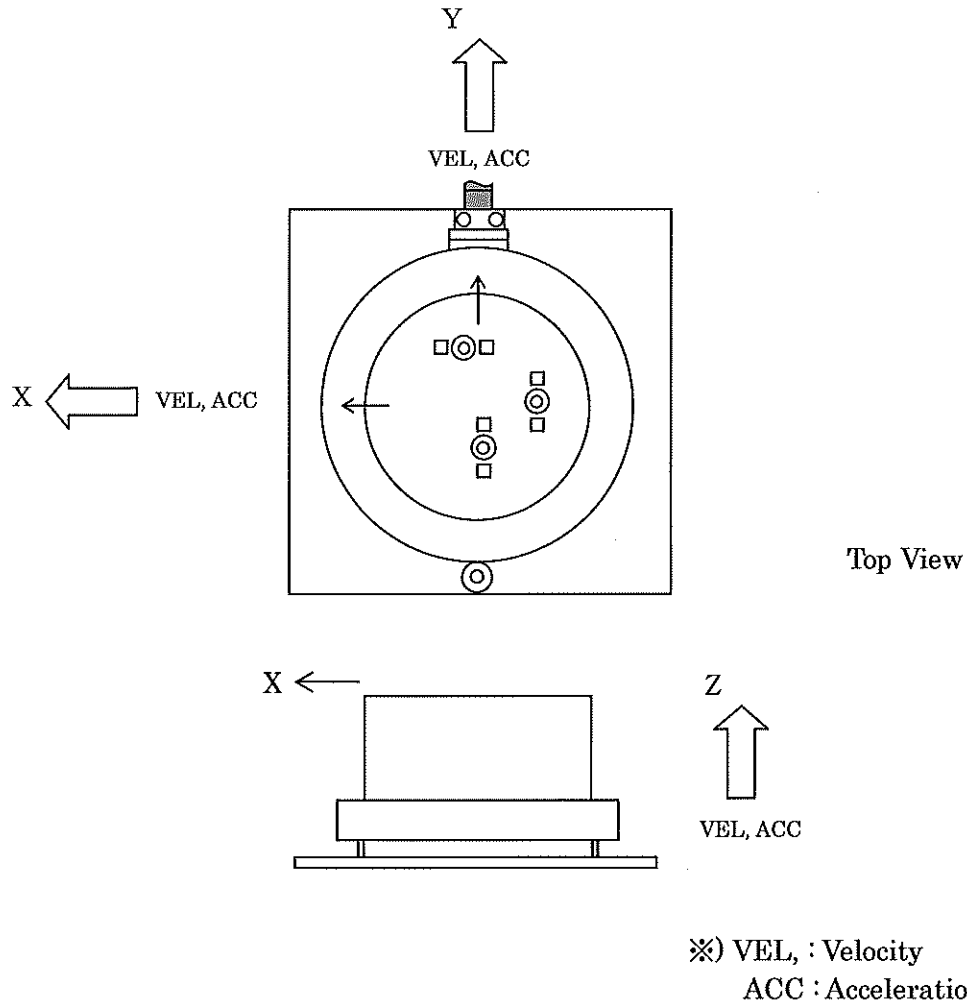 Y
VEL, ACC
X
VEL, ACC
Top View
X
Z
VEL, ACC
※) VEL, : Velocity
ACC : Acceleratio